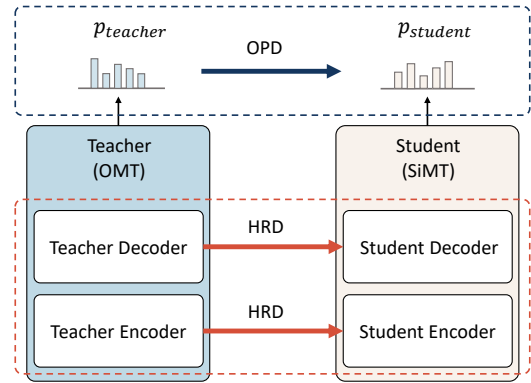 p_teacher
OPD
p_student
Teacher
(OMT)
Student
(SiMT)
HRD
Teacher Decoder
Student Decoder
HRD
Teacher Encoder
Student Encoder